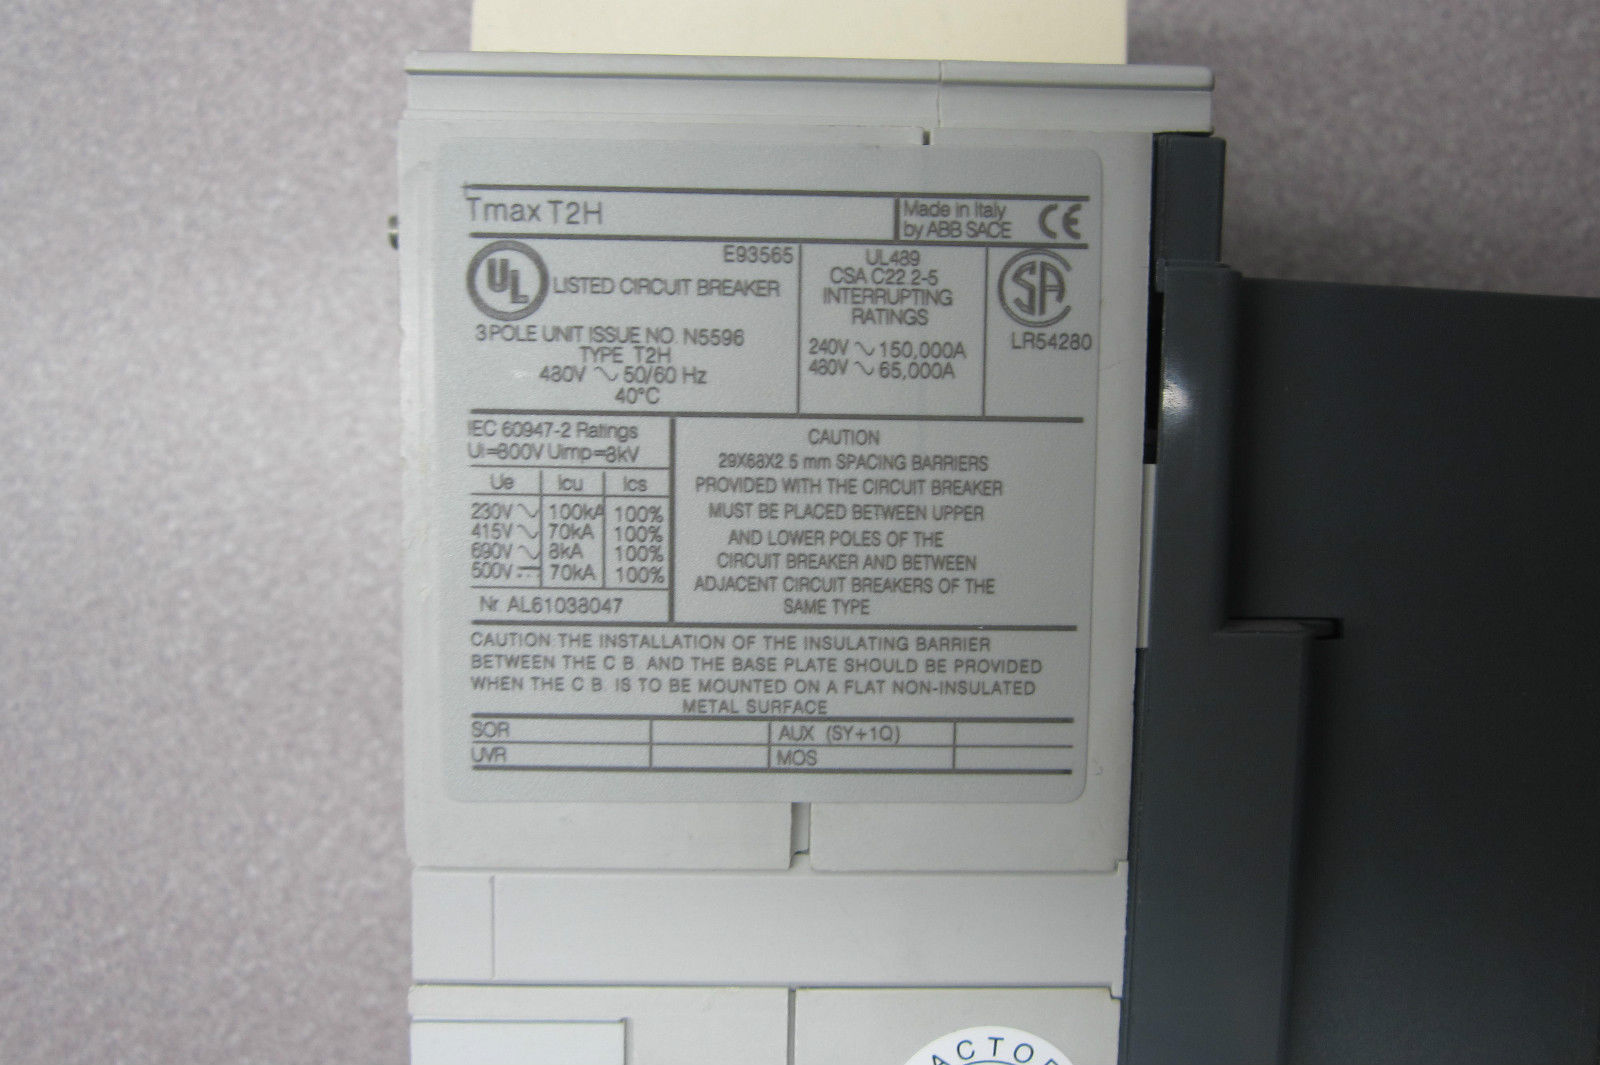 Tmax T2H
Made in Italy
by ABB SACE
CE
UL
E93565
LISTED CIRCUIT BREAKER
3 POLE UNIT ISSUE NO. N5596
TYPE T2H
480V ~ 50/60 Hz
40°C
UL489
CSA C22.2-5
INTERRUPTING
RATINGS
240V ~ 150,000A
480V ~ 65,000A
SA
LR54280
IEC 60947-2 Ratings
Ui=800V Uimp=8kV
Ue Icu Ics
230V ~ 100kA 100%
415V ~ 70kA 100%
690V ~ 8kA 100%
500V ⎓ 70kA 100%
Nr AL61038047
CAUTION
29X68X2.5 mm SPACING BARRIERS
PROVIDED WITH THE CIRCUIT BREAKER
MUST BE PLACED BETWEEN UPPER
AND LOWER POLES OF THE
CIRCUIT BREAKER AND BETWEEN
ADJACENT CIRCUIT BREAKERS OF THE
SAME TYPE
CAUTION: THE INSTALLATION OF THE INSULATING BARRIER
BETWEEN THE C.B. AND THE BASE PLATE SHOULD BE PROVIDED
WHEN THE C.B. IS TO BE MOUNTED ON A FLAT NON-INSULATED
METAL SURFACE
SOR AUX (SY+1Q)
UVR MOS